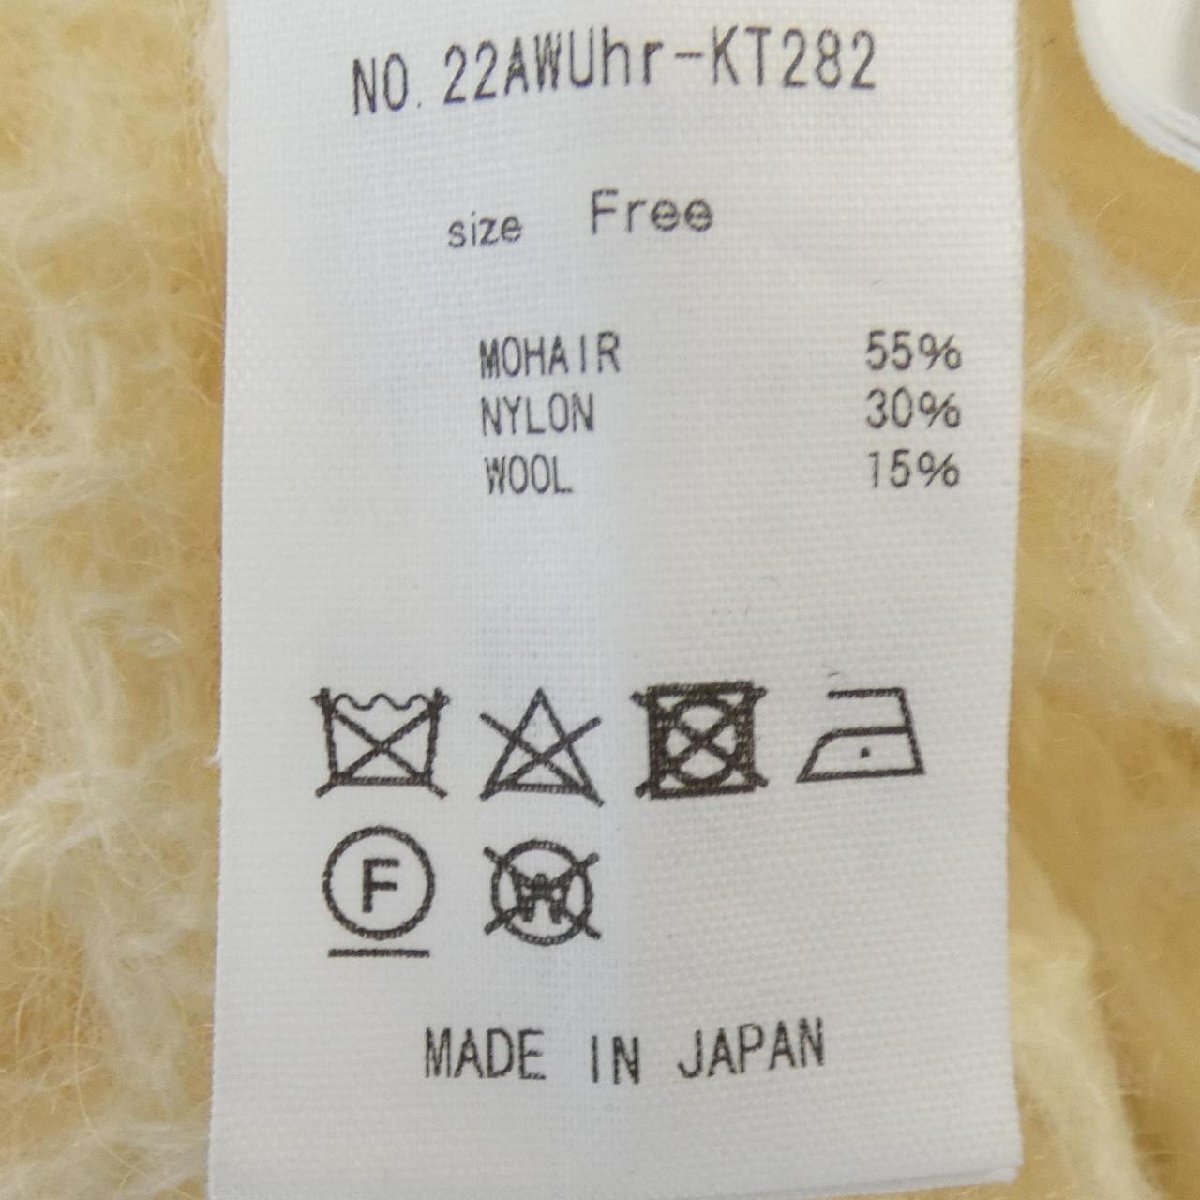 NO. 22AWUhr-KT282
size Free
MOHAIR 55%
NYLON 30%
WOOL 15%
F
W
MADE IN JAPAN